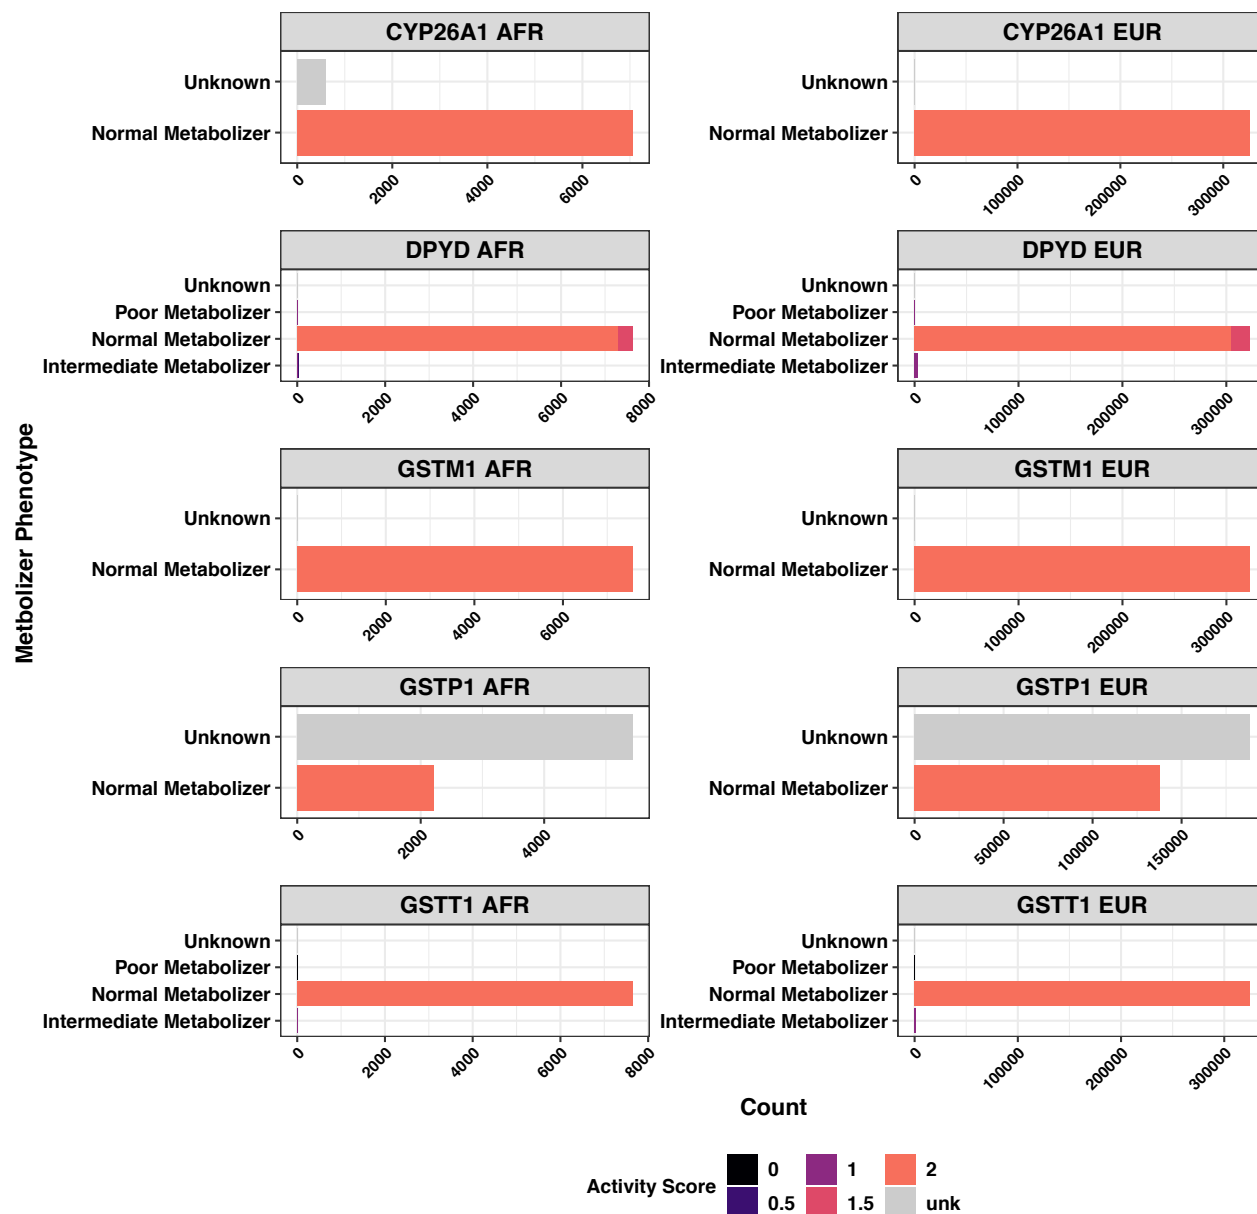 CYP26A1 AFR
Unknown
Normal Metabolizer
0 2000 4000 6000
CYP26A1 EUR
Unknown
Normal Metabolizer
0 100000 200000 300000
DPYD AFR
Unknown
Poor Metabolizer
Normal Metabolizer
Intermediate Metabolizer
0 2000 4000 6000 8000
DPYD EUR
Unknown
Poor Metabolizer
Normal Metabolizer
Intermediate Metabolizer
0 100000 200000 300000
Metbolizer Phenotype
GSTM1 AFR
Unknown
Normal Metabolizer
0 2000 4000 6000
GSTM1 EUR
Unknown
Normal Metabolizer
0 100000 200000 300000
GSTP1 AFR
Unknown
Normal Metabolizer
0 2000 4000
GSTP1 EUR
Unknown
Normal Metabolizer
0 50000 100000 150000
GSTT1 AFR
Unknown
Poor Metabolizer
Normal Metabolizer
Intermediate Metabolizer
0 2000 4000 6000 8000
GSTT1 EUR
Unknown
Poor Metabolizer
Normal Metabolizer
Intermediate Metabolizer
0 100000 200000 300000
Count
Activity Score
0 1 2
0.5 1.5 unk